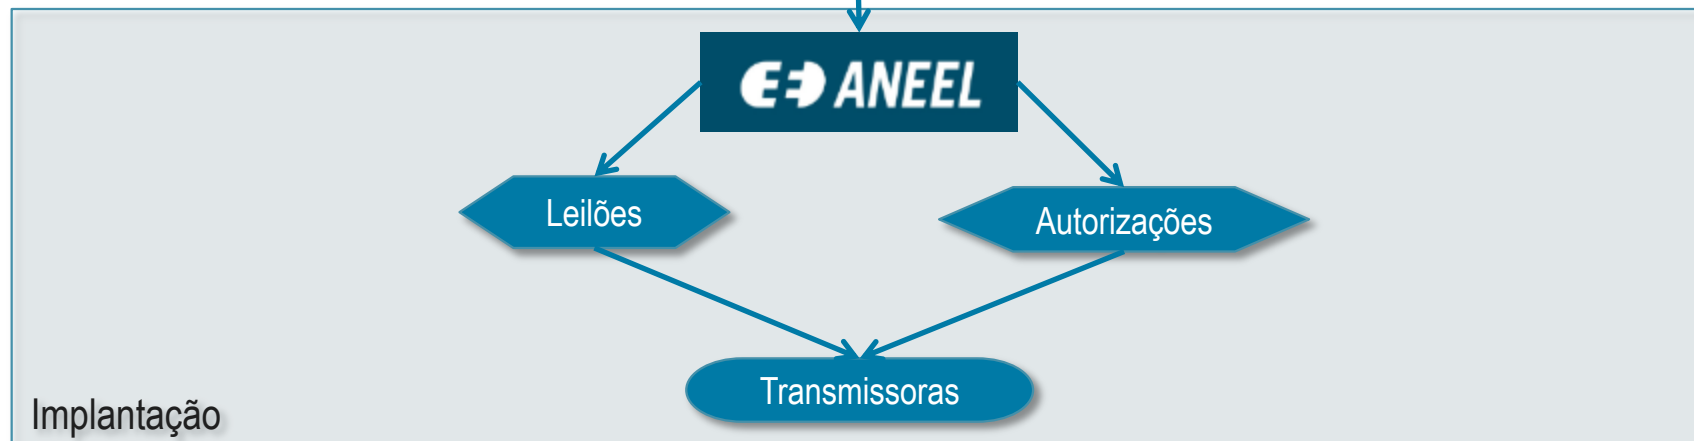 ANEEL
Leilões
Autorizações
Transmissoras
Implantação